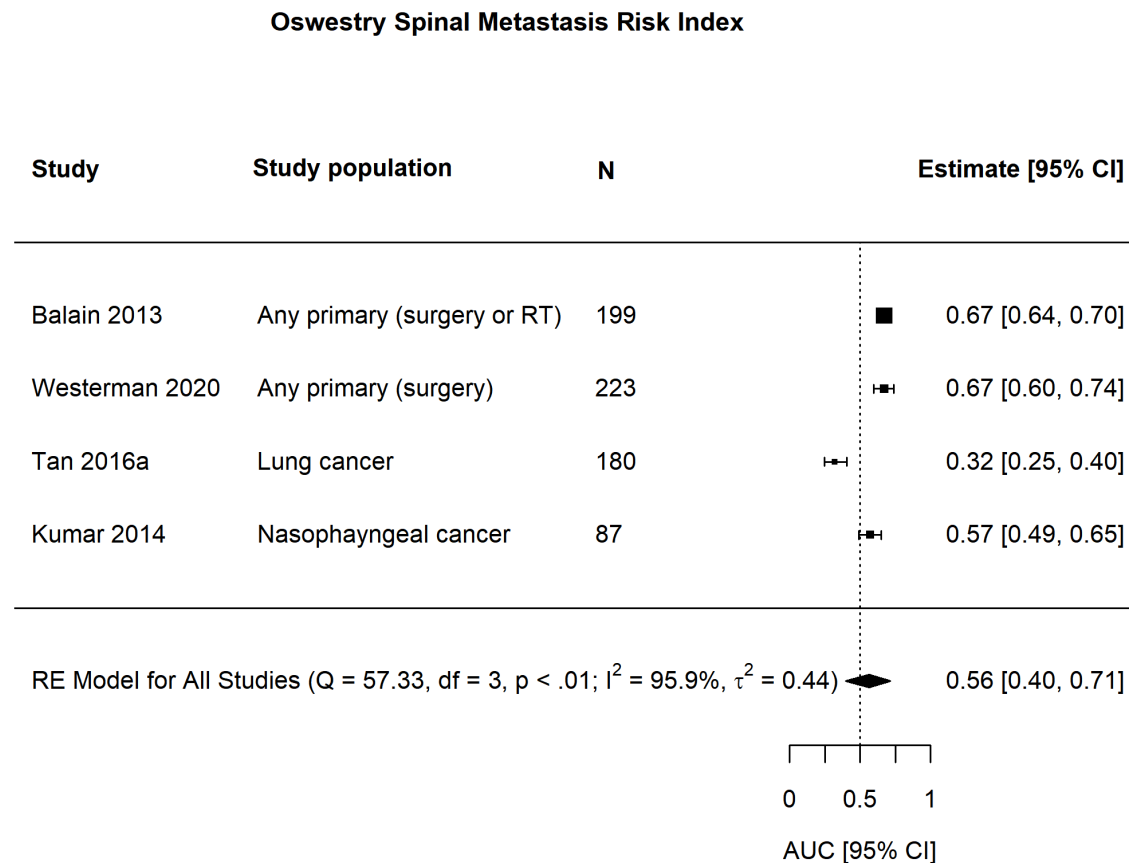 Oswestry Spinal Metastasis Risk Index
Study Study population N Estimate [95% CI]
Balain 2013 Any primary (surgery or RT) 199 0.67 [0.64, 0.70]
Westerman 2020 Any primary (surgery) 223 0.67 [0.60, 0.74]
Tan 2016a Lung cancer 180 0.32 [0.25, 0.40]
Kumar 2014 Nasophayngeal cancer 87 0.57 [0.49, 0.65]
RE Model for All Studies (Q = 57.33, df = 3, p < .01; I² = 95.9%, τ² = 0.44) 0.56 [0.40, 0.71]
0 0.5 1
AUC [95% CI]